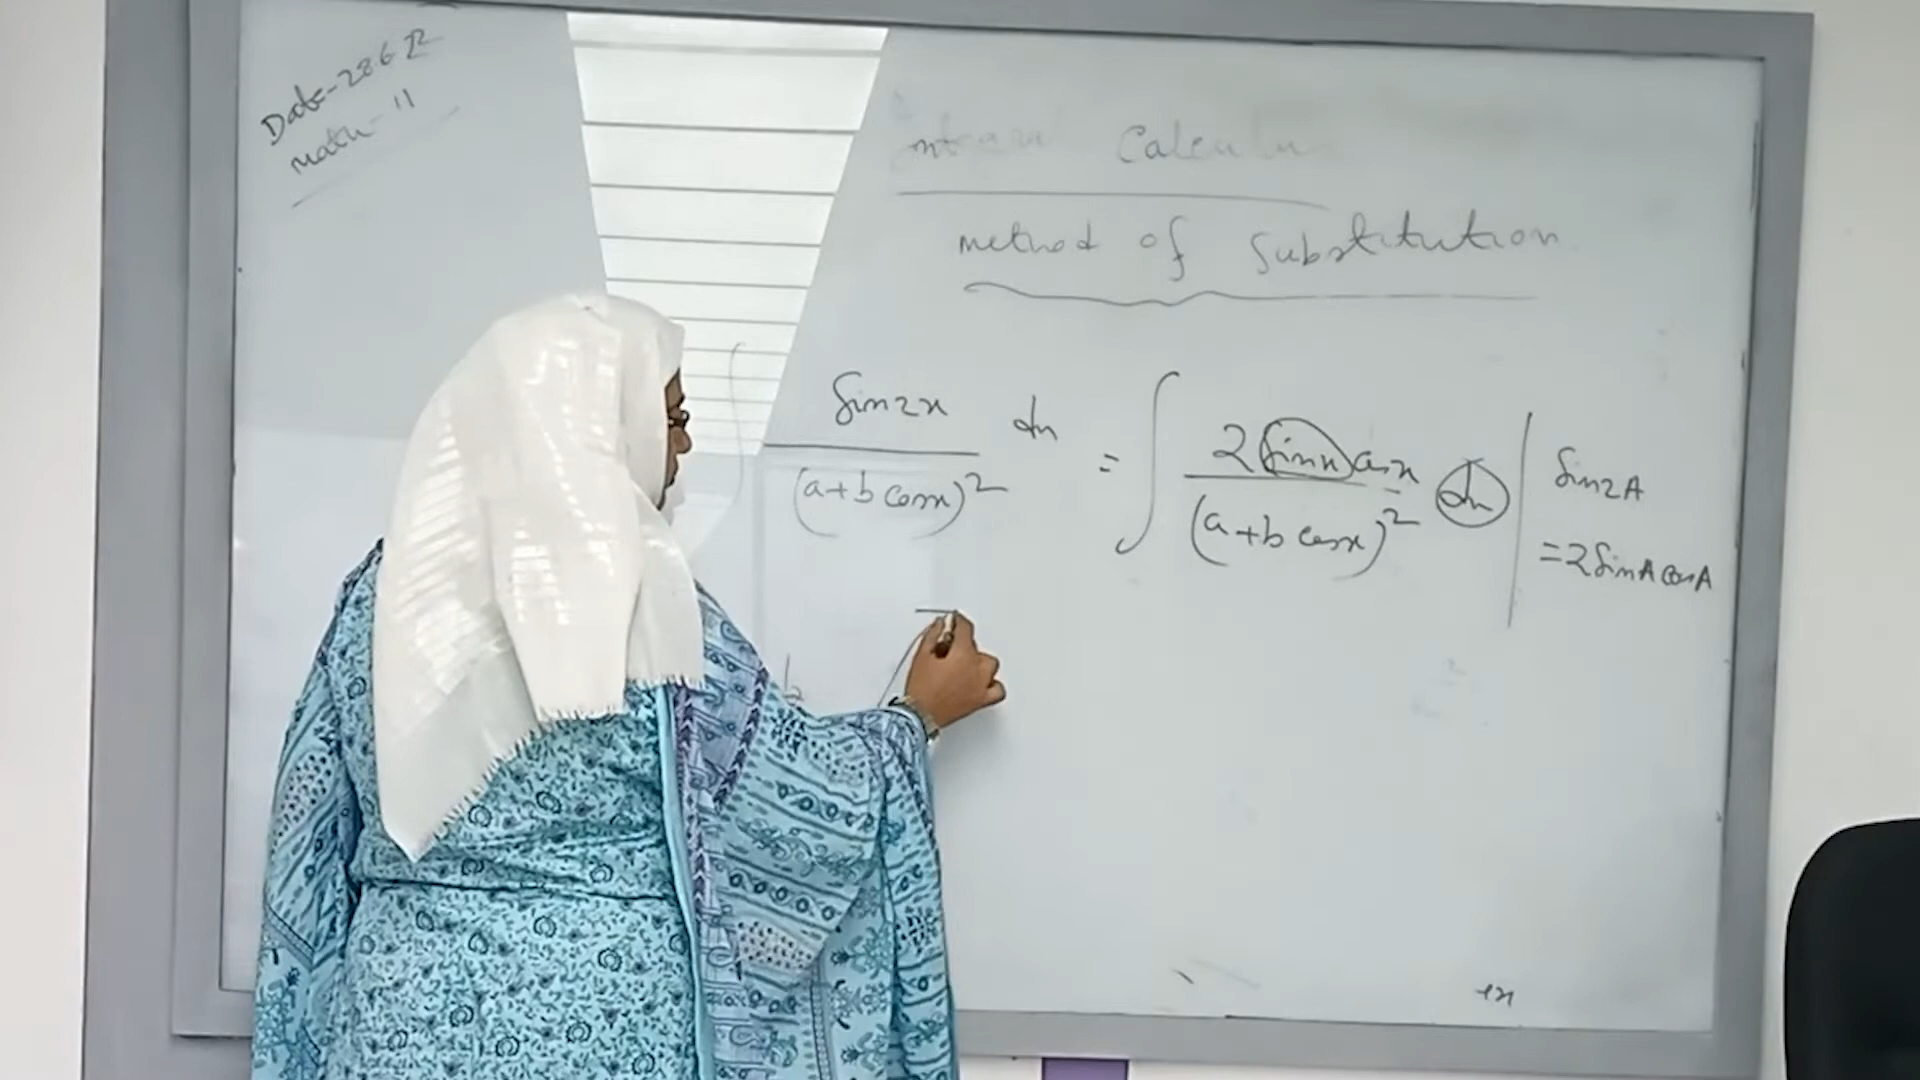 Date-28.6.22
Math-11
Integral Calculus
method of Substitution
∫ sin2x / (a+b cosx)² dx = ∫ 2 sinx cosx / (a+b cosx)² dx | sin2A
= 2 sinA cosA